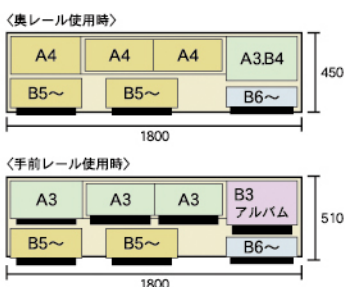 〈奥レール使用時〉
A4 A4 A4 A3.B4
B5～ B5～ B6～
450
1800
〈手前レール使用時〉
A3 A3 A3 B3
アルバム
B5～ B5～ B6～
510
1800